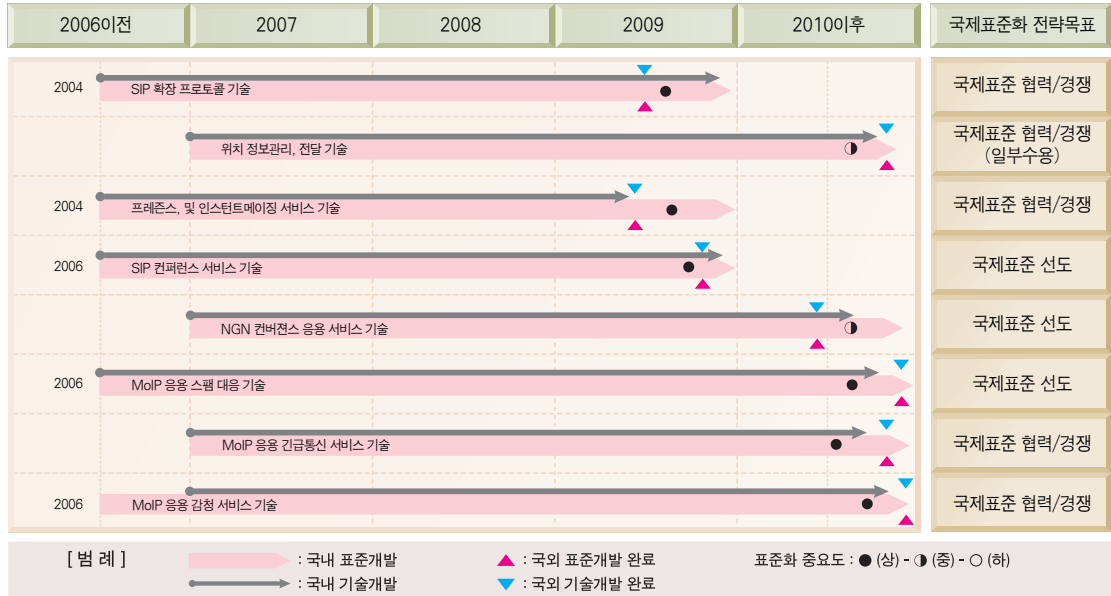 2006이전 2007 2008 2009 2010이후 국제표준화 전략목표
2004 SIP 확장 프로토콜 기술 국제표준 협력/경쟁
위치 정보관리, 전달 기술 국제표준 협력/경쟁
(일부수용)
2004 프레즌스, 및 인스턴트메이징 서비스 기술 국제표준 협력/경쟁
2006 SIP 컨퍼런스 서비스 기술 국제표준 선도
NGN 컨버젼스 응용 서비스 기술 국제표준 선도
2006 MoIP 응용 스팸 대응 기술 국제표준 선도
MoIP 응용 긴급통신 서비스 기술 국제표준 협력/경쟁
2006 MoIP 응용 감청 서비스 기술 국제표준 협력/경쟁
[ 범 례 ] : 국내 표준개발 : 국외 표준개발 완료 표준화 중요도 : ● (상) - ◑ (중) - ○ (하)
: 국내 기술개발 : 국외 기술개발 완료